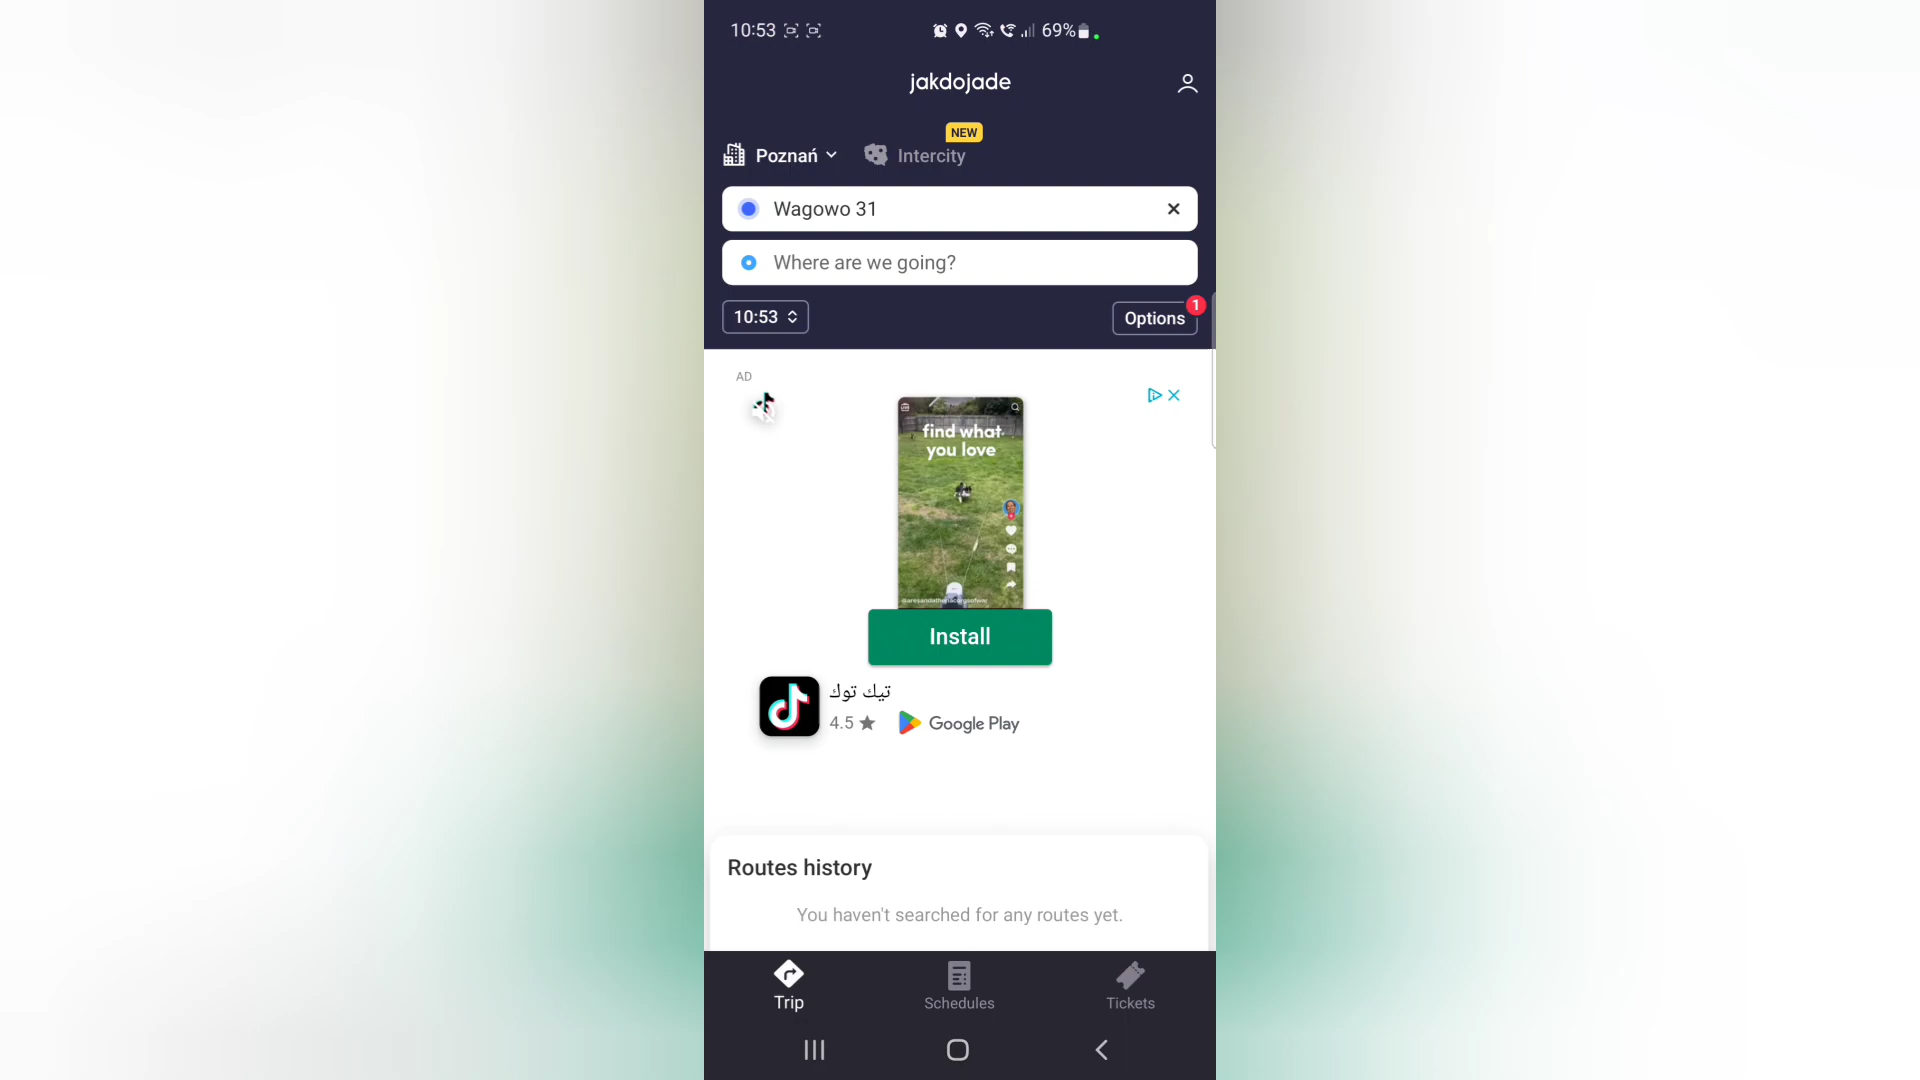 10:53
69%
jakdojade
NEW
Poznań
Intercity
Wagowo 31
Where are we going?
10:53
Options
1
AD
find what
you love
Install
تيك توك
4.5
Google Play
Routes history
You haven't searched for any routes yet.
Trip
Schedules
Tickets